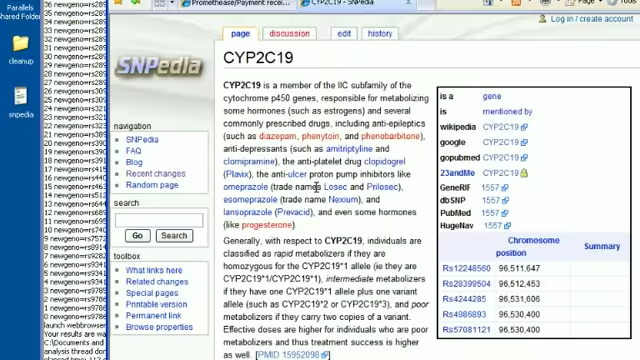 Parallels
Shared Folder
cleanup
snpedia
36 newgeno=rs289
launch webbrowser
Your results are wa
C:\Documents and
analysis thread don
Promethease/Payment recei...
CYP2C19 - SNPedia
Page
Tools
Log in / create account
page
discussion
edit
history
SNPedia
CYP2C19
CYP2C19 is a member of the IIC subfamily of the
cytochrome p450 genes, responsible for metabolizing
some hormones (such as estrogens) and several
commonly prescribed drugs, including anti-epileptics
(such as diazepam, phenytoin, and phenobarbitone),
anti-depressants (such as amitriptyline and
clomipramine), the anti-platelet drug clopidogrel
(Plavix), the anti-ulcer proton pump inhibitors like
omeprazole (trade names Losec and Prilosec),
esomeprazole (trade name Nexium), and
lansoprazole (Prevacid), and even some hormones
(like progesterone).
Generally, with respect to CYP2C19, individuals are
classified as rapid metabolizers if they are
homozygous for the CYP2C19*1 allele (ie they are
CYP2C19*1/CYP2C19*1), intermediate metabolizers
if they have one CYP2C19*1 allele plus one variant
allele (such as CYP2C19*2 or CYP2C19*3), and poor
metabolizers if they carry two copies of a variant.
Effective doses are higher for individuals who are poor
metabolizers and thus treatment success is higher
as well. [PMID 15952098]
navigation
SNPedia
FAQ
Blog
Recent changes
Random page
search
Go
Search
toolbox
What links here
Related changes
Special pages
Printable version
Permanent link
Browse properties
is a gene
is mentioned by
wikipedia CYP2C19
google CYP2C19
gopubmed CYP2C19
23andMe CYP2C19
GeneRIF 1557
dbSNP 1557
PubMed 1557
HugeNav 1557
Chromosome position Summary
Rs12248560 96,511,647
Rs28399504 96,512,453
Rs4244285 96,531,606
Rs4986893 96,530,400
Rs57081121 96,530,400